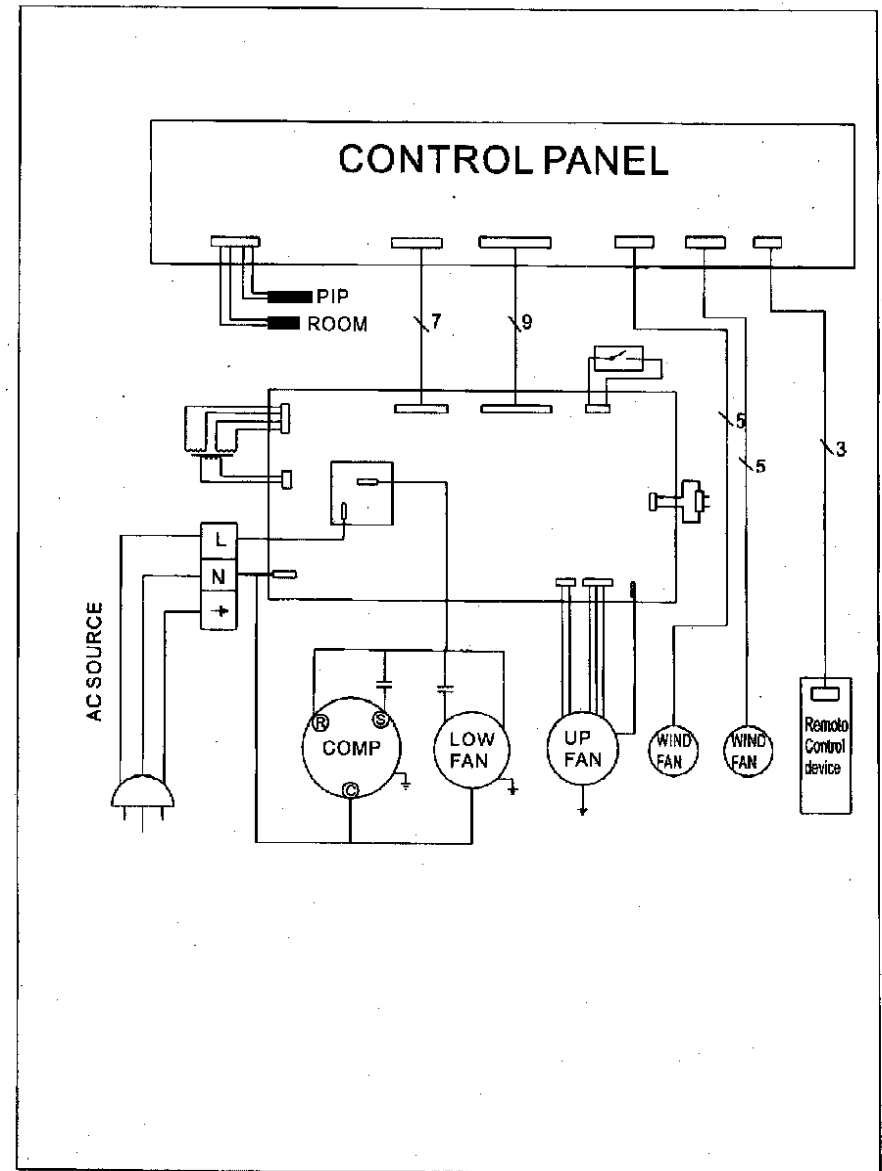 CONTROL PANEL
PIP
ROOM
7
9
5
5
3
L
N
AC SOURCE
R
S
COMP
C
LOW
FAN
UP
FAN
WIND
FAN
WIND
FAN
Remoto
Control
device